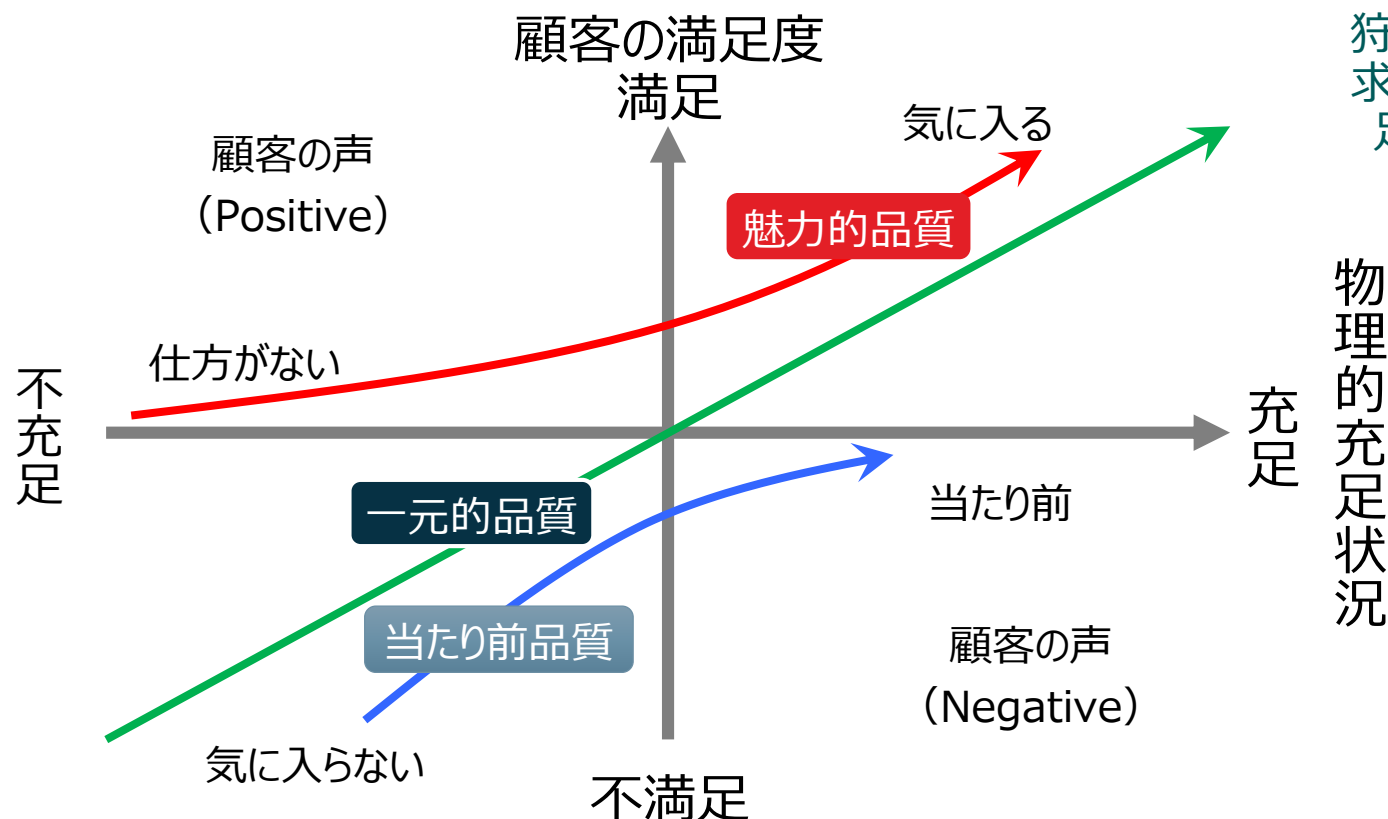 顧客の満足度
満足
狩
求
足
気に入る
顧客の声
（Positive）
魅力的品質
仕方がない
不充足
充足
物理的充足状況
一元的品質
当たり前
当たり前品質
顧客の声
（Negative）
気に入らない
不満足